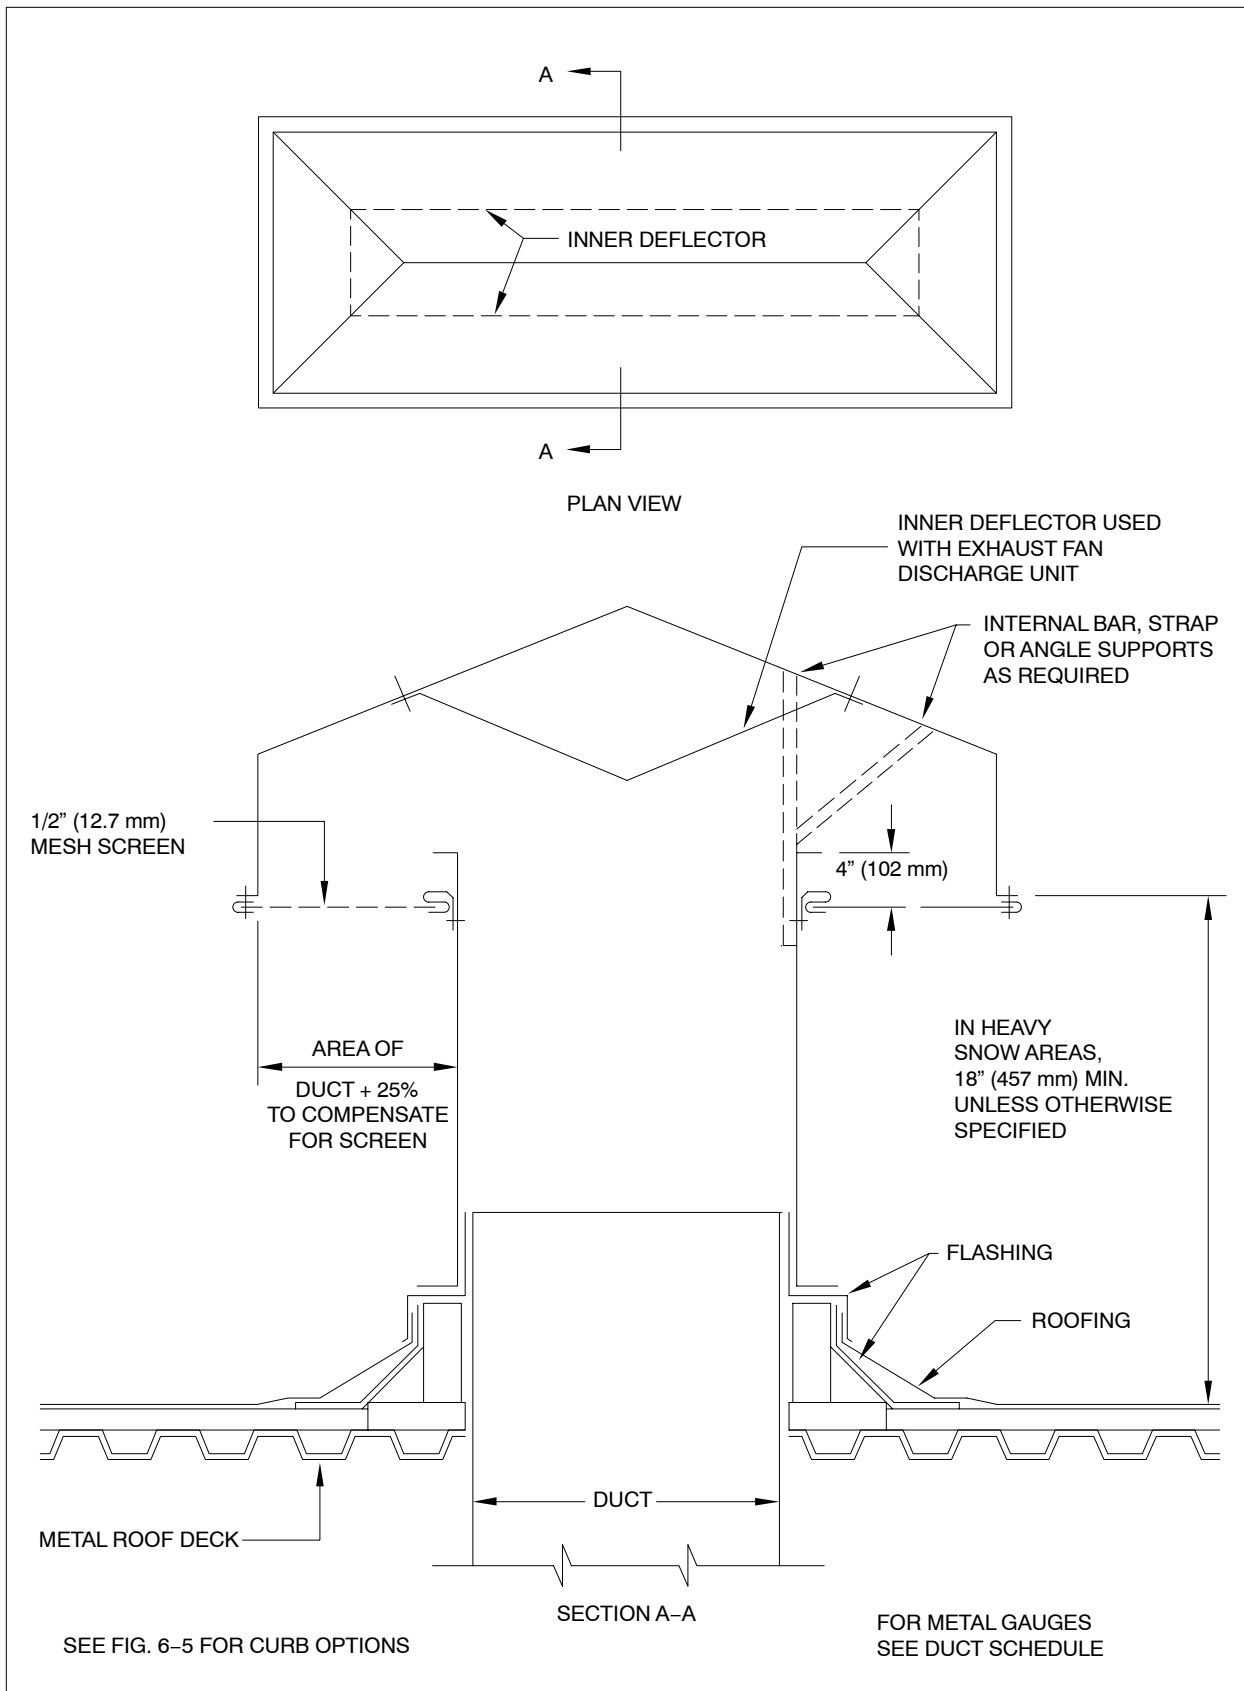 A
INNER DEFLECTOR
A
PLAN VIEW
INNER DEFLECTOR USED
WITH EXHAUST FAN
DISCHARGE UNIT
INTERNAL BAR, STRAP
OR ANGLE SUPPORTS
AS REQUIRED
1/2” (12.7 mm)
MESH SCREEN
4” (102 mm)
AREA OF
DUCT + 25%
TO COMPENSATE
FOR SCREEN
IN HEAVY
SNOW AREAS,
18” (457 mm) MIN.
UNLESS OTHERWISE
SPECIFIED
FLASHING
ROOFING
DUCT
METAL ROOF DECK
SECTION A–A
SEE FIG. 6–5 FOR CURB OPTIONS
FOR METAL GAUGES
SEE DUCT SCHEDULE